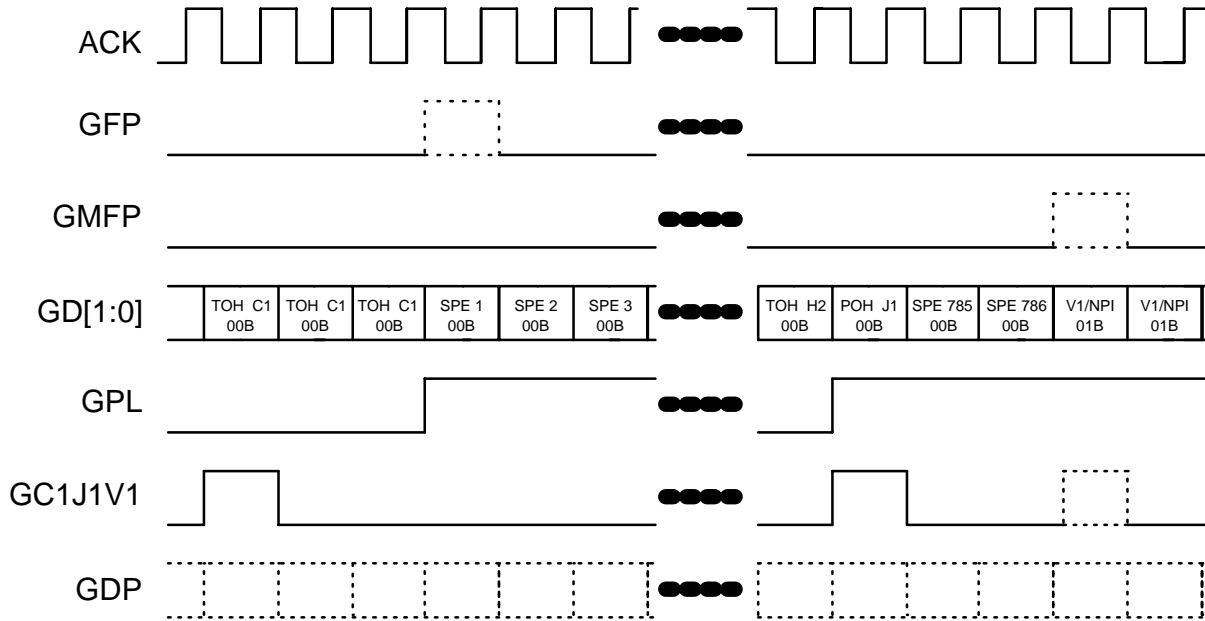 ACK
GFP
GMFP
GD[1:0]
TOH C1 TOH C1 TOH C1 SPE 1 SPE 2 SPE 3 TOH H2 POH J1 SPE 785 SPE 786 V1/NPI V1/NPI
00B 00B 00B 00B 00B 00B 00B 00B 00B 00B 01B 01B
GPL
GC1J1V1
GDP